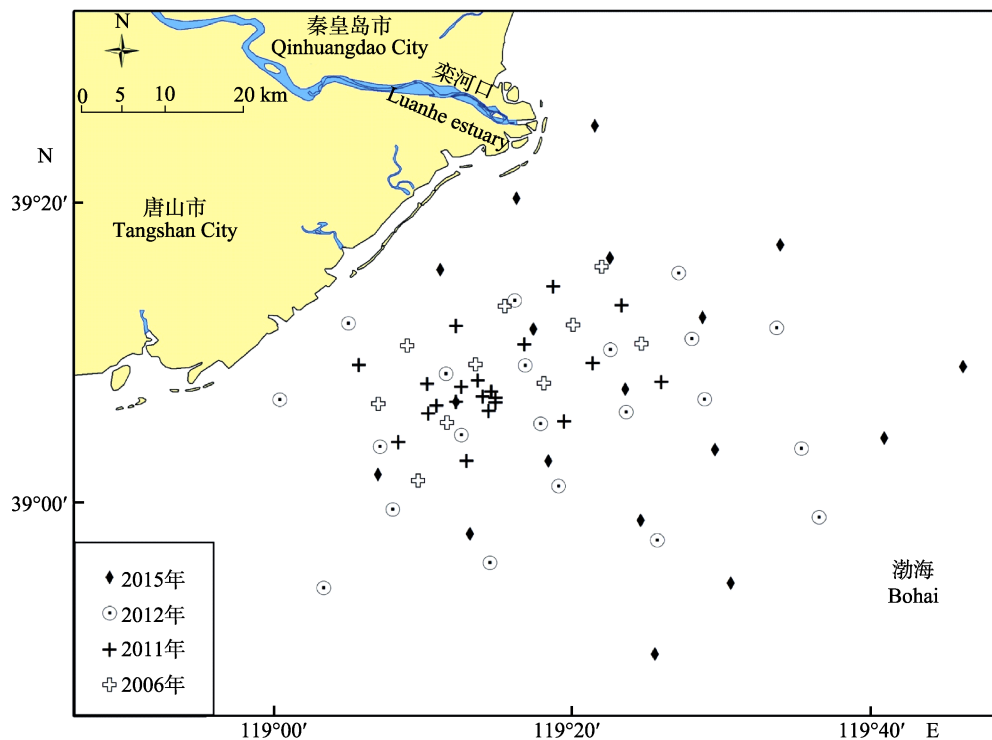 N
秦皇岛市
Qinhuangdao City
栾河口
0 5 10 20 km
Luanhe estuary
N
39°20′
唐山市
Tangshan City
39°00′
渤海
Bohai
2015年
2012年
2011年
2006年
119°00′ 119°20′ 119°40′ E